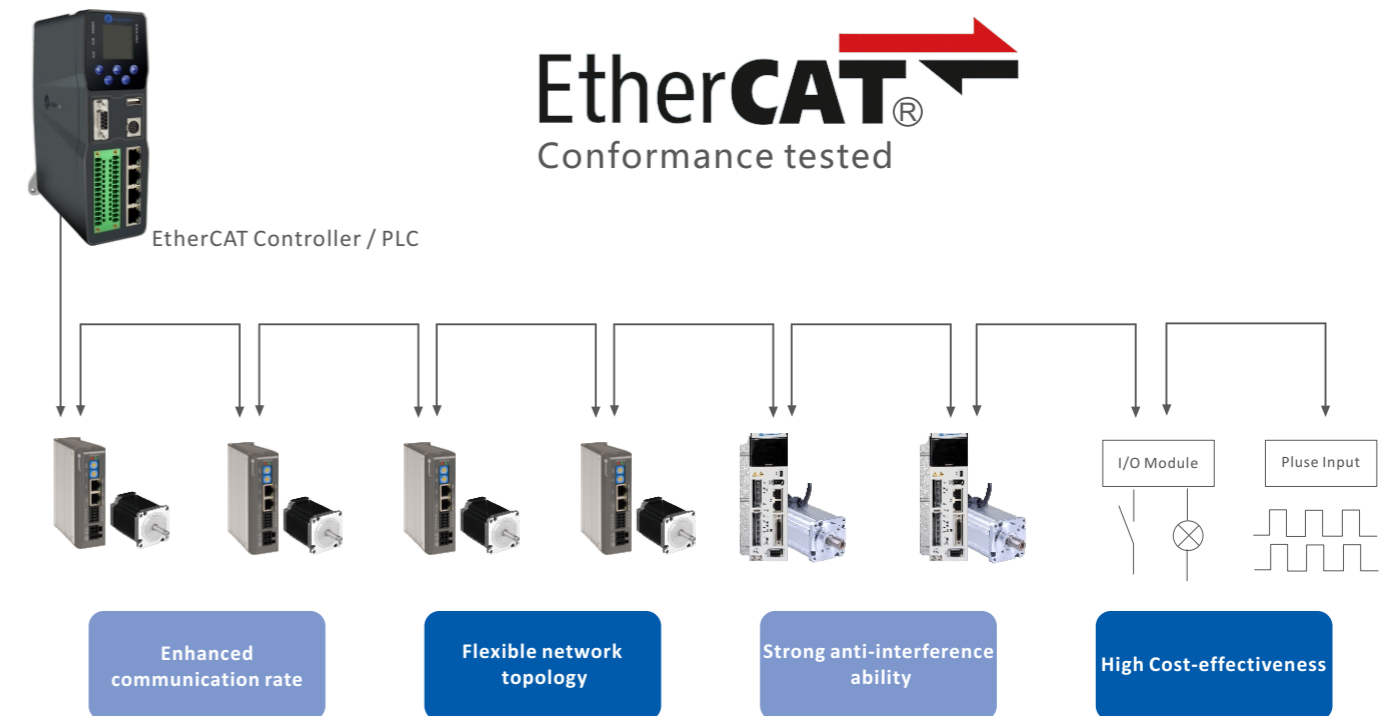 EtherCAT®
Conformance tested
EtherCAT Controller / PLC
I/O Module
Pluse Input
Enhanced
communication rate
Flexible network
topology
Strong anti-interference
ability
High Cost-effectiveness